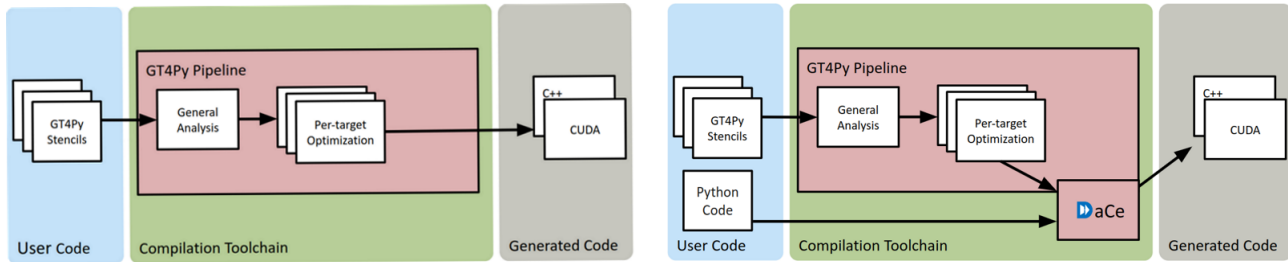 GT4Py Pipeline
GT4Py
Stencils
General
Analysis
Per-target
Optimization
C++
CUDA
User Code
Compilation Toolchain
Generated Code
GT4Py Pipeline
GT4Py
Stencils
General
Analysis
Per-target
Optimization
C++
CUDA
Python
Code
DaCe
User Code
Compilation Toolchain
Generated Code